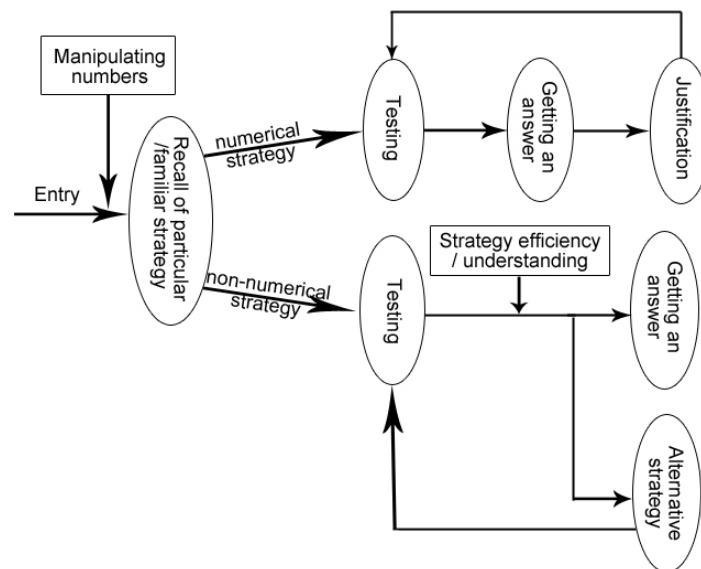 Manipulating
numbers
Entry
Recall of particular
/familiar strategy
numerical
strategy
Testing
Getting an
answer
Justification
non-numerical
strategy
Testing
Strategy efficiency
/ understanding
Getting an
answer
Alternative
strategy